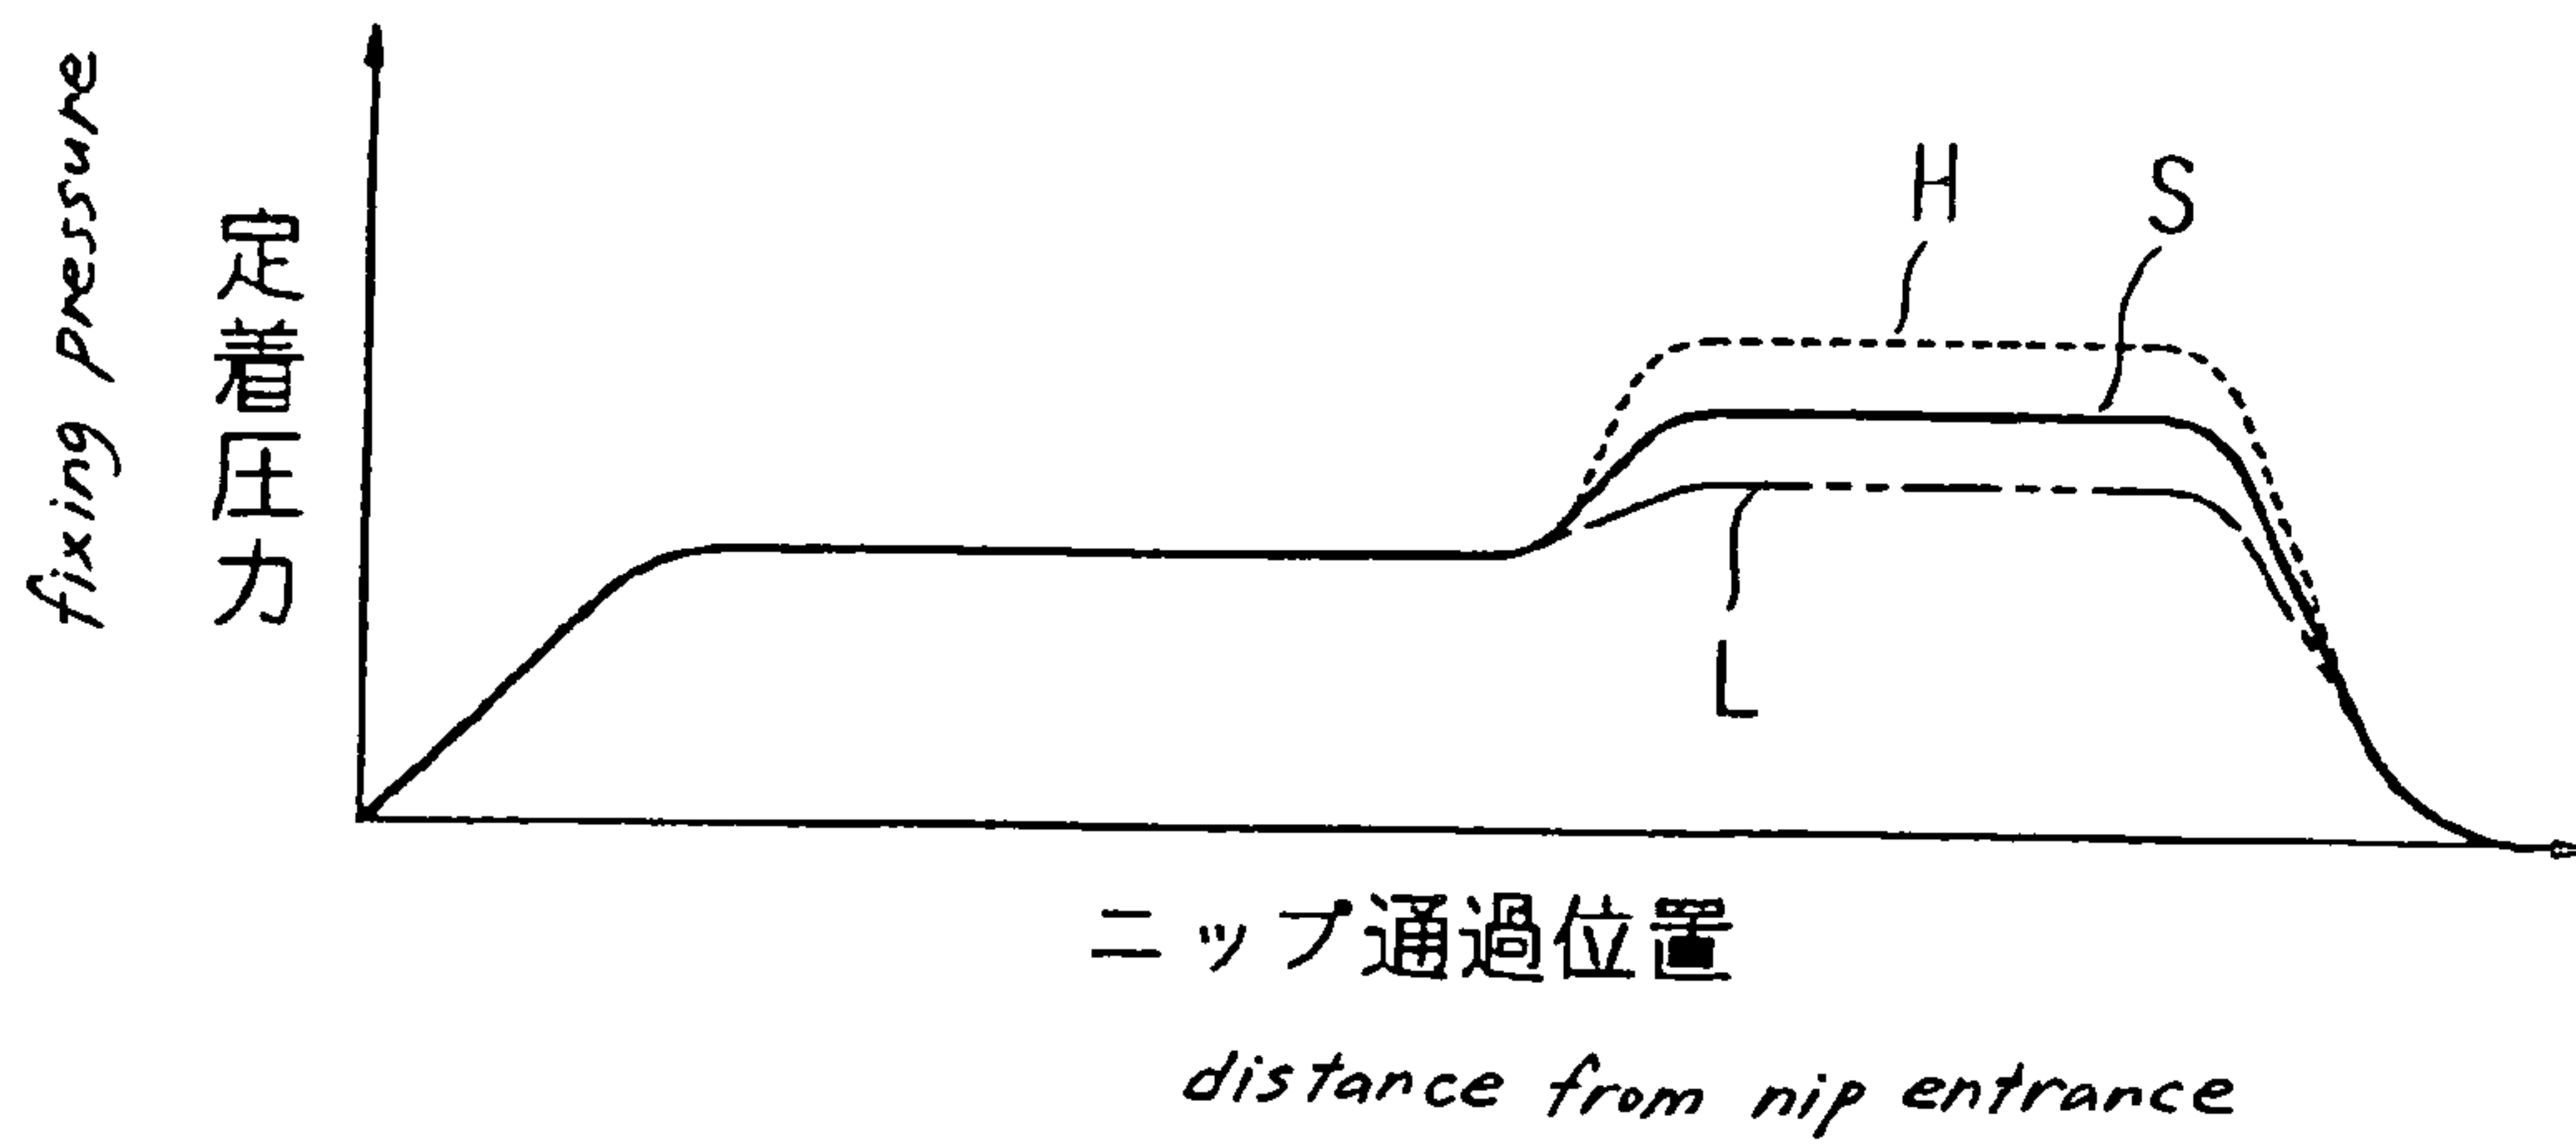 fixing pressure
定着圧力
H
S
L
ニップ通過位置
distance from nip entrance